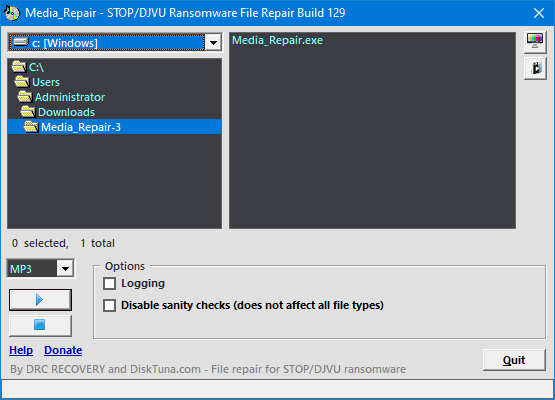 Media_Repair - STOP/DJVU Ransomware File Repair Build 129
c: [Windows]
Media_Repair.exe
C:\
Users
Administrator
Downloads
Media_Repair-3
0 selected, 1 total
MP3
Options
Logging
Disable sanity checks (does not affect all file types)
Help Donate
Quit
By DRC RECOVERY and DiskTuna.com - File repair for STOP/DJVU ransomware